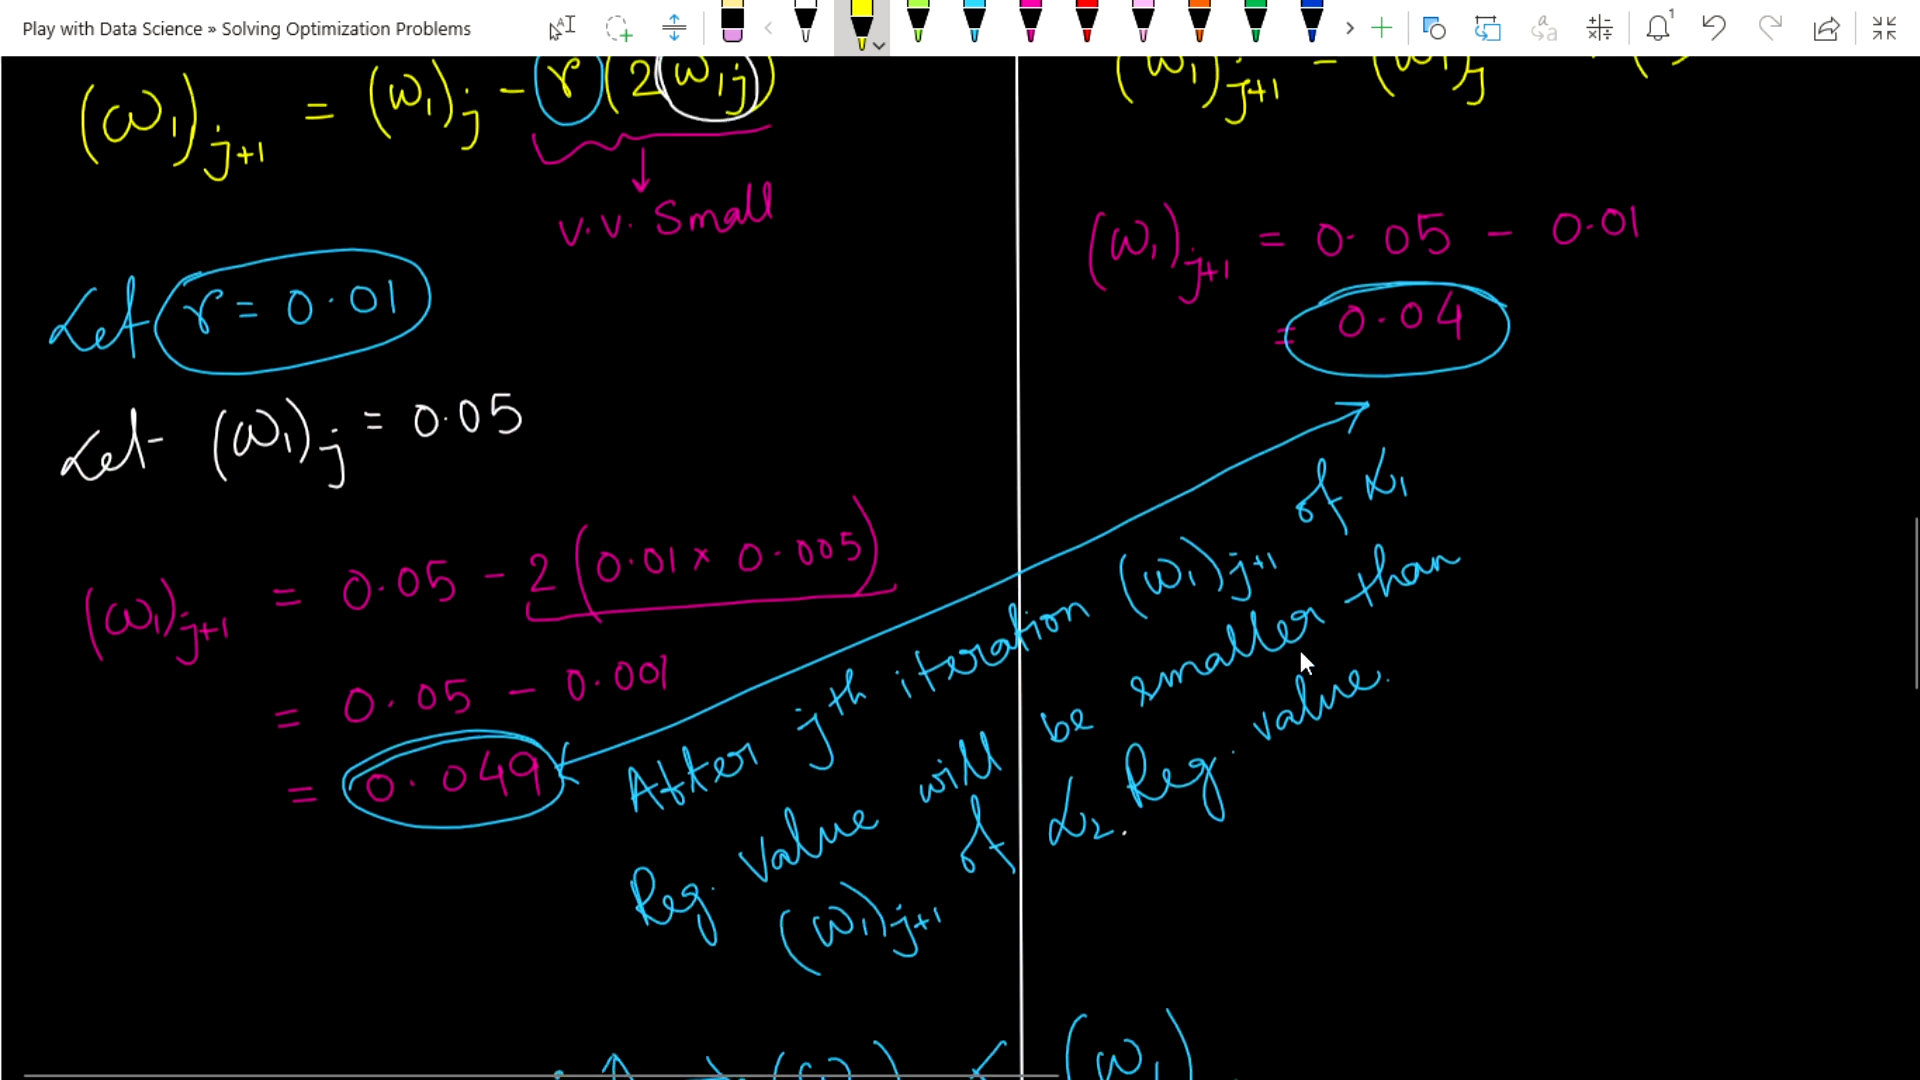 Play with Data Science » Solving Optimization Problems
(ω₁)ⱼ₊₁ = (ω₁)ⱼ - r (2 ω₁ⱼ)
v.v. Small
Let r = 0.01
Let (ω₁)ⱼ = 0.05
(ω₁)ⱼ₊₁ = 0.05 - 2 (0.01 × 0.005)
= 0.05 - 0.001
= 0.049
(ω₁)ⱼ₊₁ = (ω₁)ⱼ
(ω₁)ⱼ₊₁ = 0.05 - 0.01
= 0.04
After jth iteration (ω₁)ⱼ₊₁ of L₁
Reg. value will be smaller than
(ω₁)ⱼ₊₁ of L₂. Reg. value.